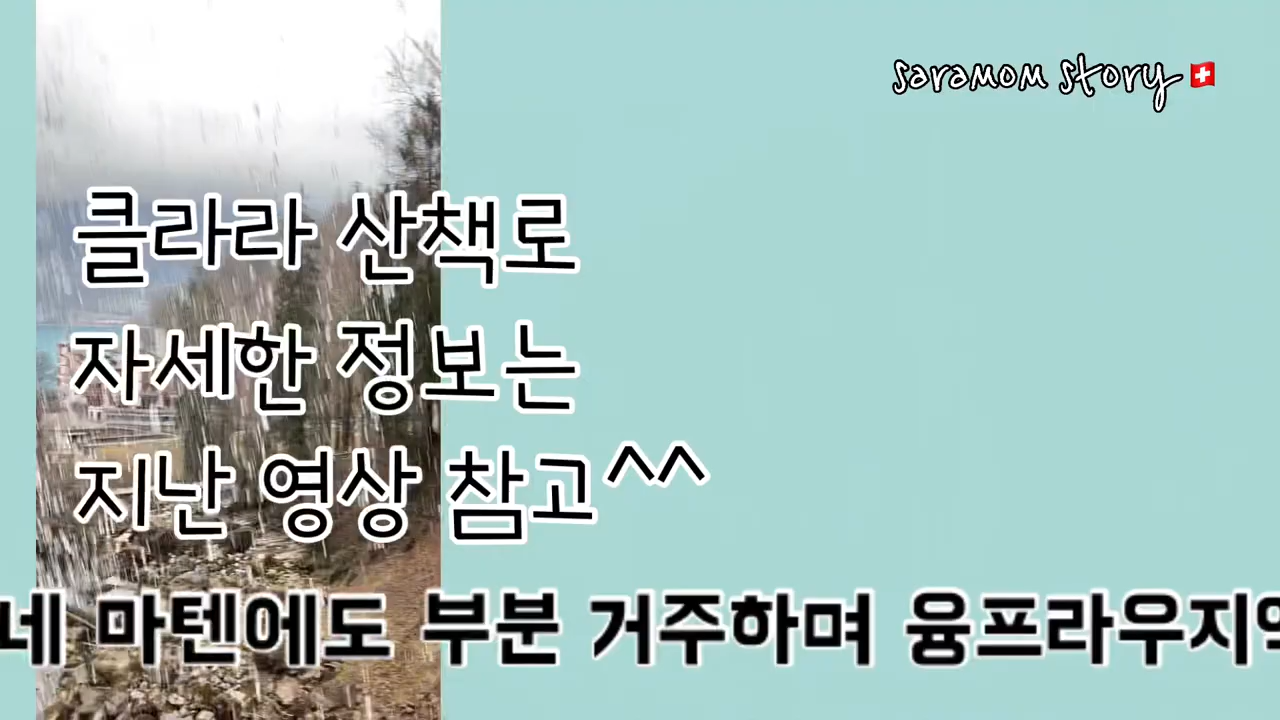 saramom story
클라라 산책로
자세한 정보는
지난 영상 참고^^
네 마텐에도 부분 거주하며 융프라우지역